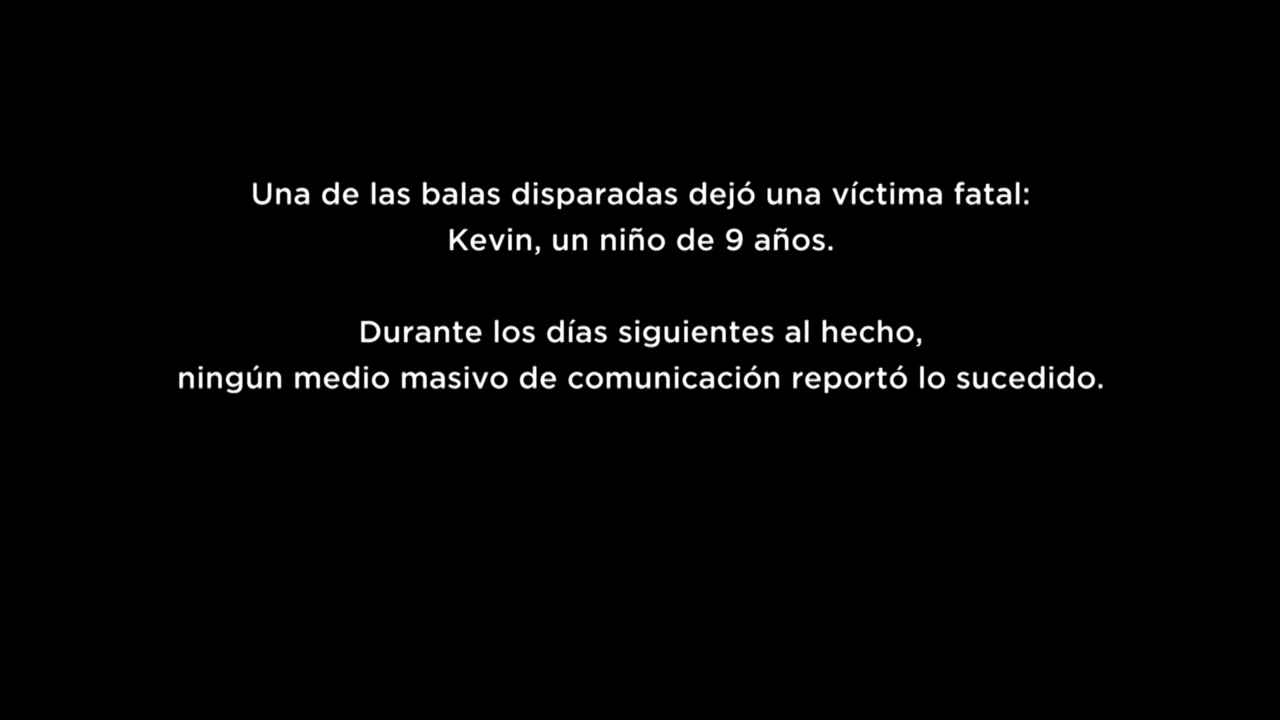 Una de las balas disparadas dejó una víctima fatal:
Kevin, un niño de 9 años.
Durante los días siguientes al hecho,
ningún medio masivo de comunicación reportó lo sucedido.